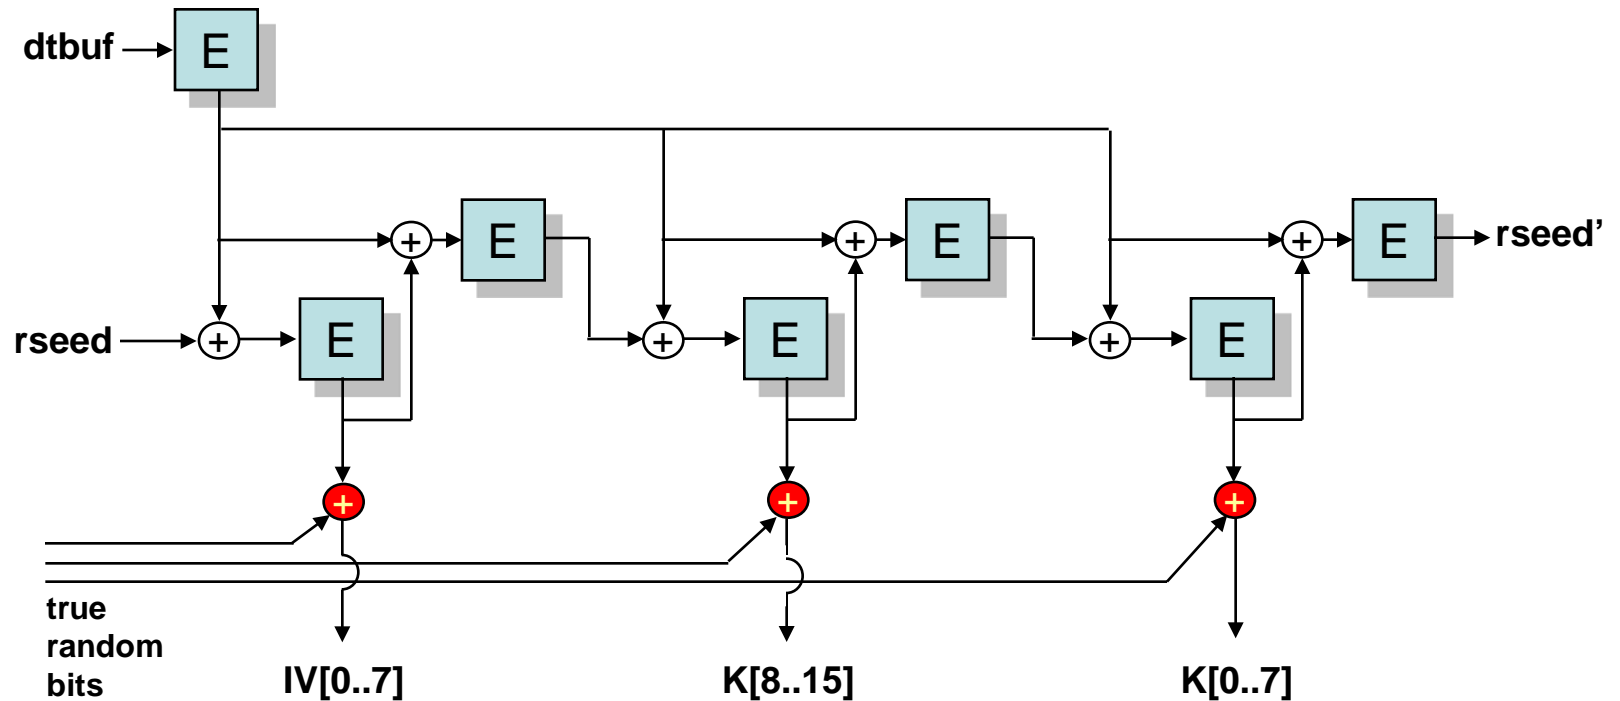 dtbuf
E
+
E
+
E
+
E
rseed’
rseed
+
E
+
E
+
E
+
+
+
true
random
bits
IV[0..7]
K[8..15]
K[0..7]